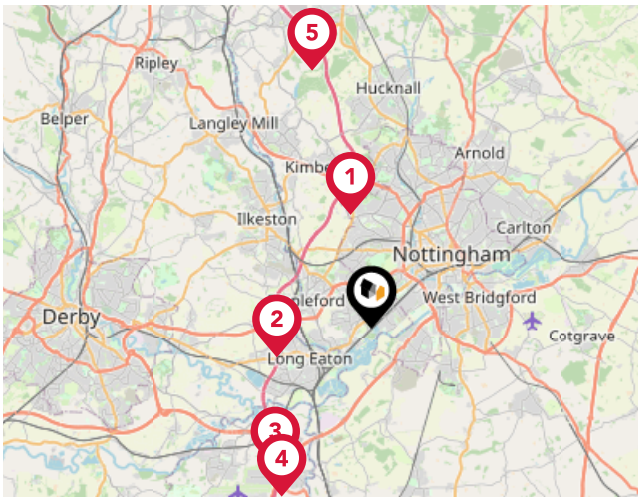 5
Ripley
Hucknall
Belper
Langley Mill
Arnold
Kimbe
1
Ilkeston
Carlton
Nottingham
pleford
West Bridgford
2
Derby
Cotgrave
Long Eaton
3
4